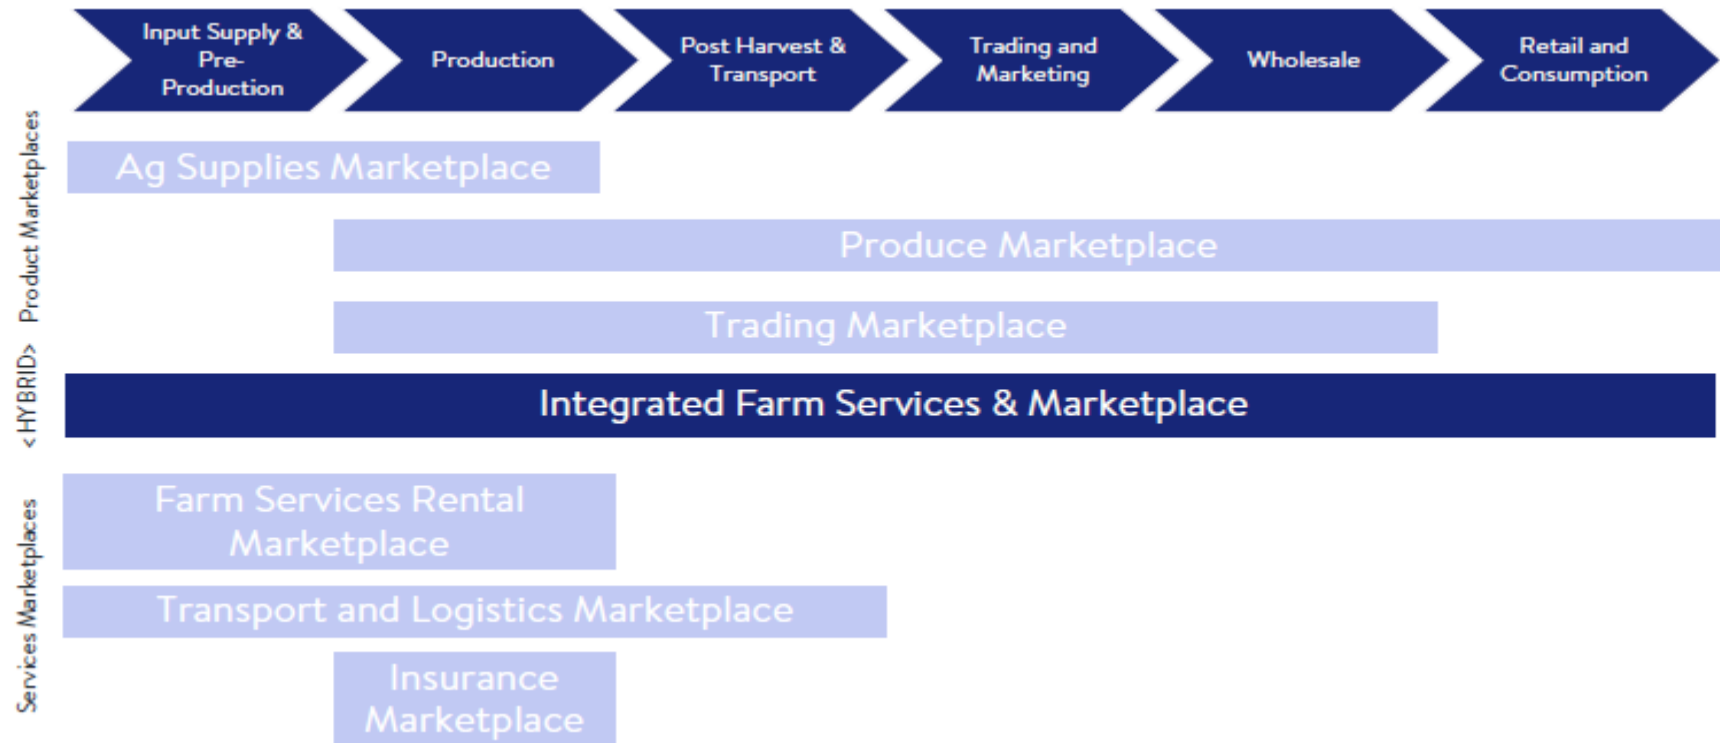 Input Supply &
Pre-
Production
Production
Post Harvest &
Transport
Trading and
Marketing
Wholesale
Retail and
Consumption
Product Marketplaces
Ag Supplies Marketplace
Produce Marketplace
Trading Marketplace
<HYBRID>
Integrated Farm Services & Marketplace
Services Marketplaces
Farm Services Rental
Marketplace
Transport and Logistics Marketplace
Insurance
Marketplace